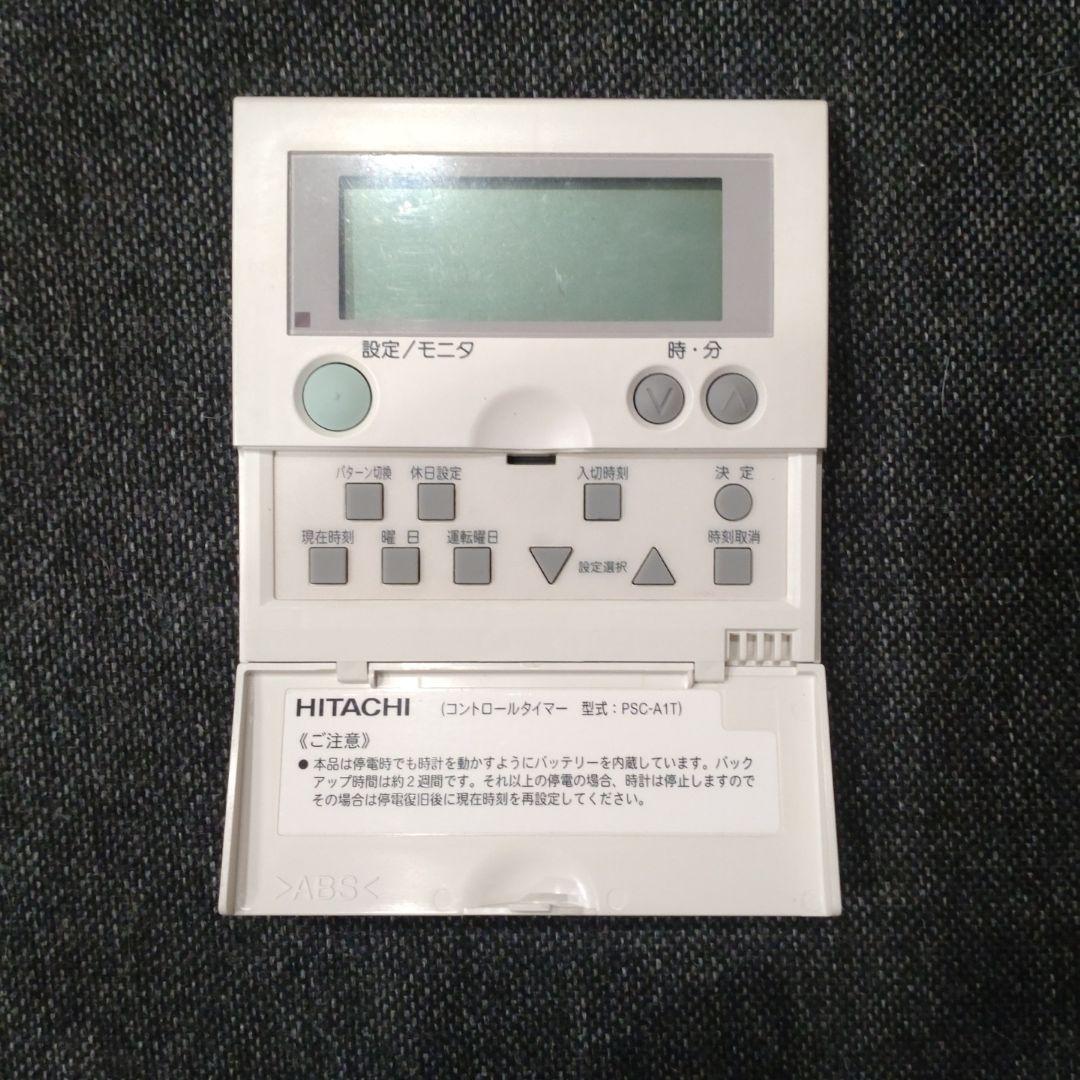 設定/モニタ 時・分
パターン切換 休日設定 入切時刻 決 定
現在時刻 曜 日 運転曜日 設定選択 時刻取消
HITACHI (コントロールタイマー 型式:PSC-A1T)
《ご注意》
● 本品は停電時でも時計を動かすようにバッテリーを内蔵しています。バック
アップ時間は約2週間です。それ以上の停電の場合、時計は停止しますので
その場合は停電復旧後に現在時刻を再設定してください。
>ABS<